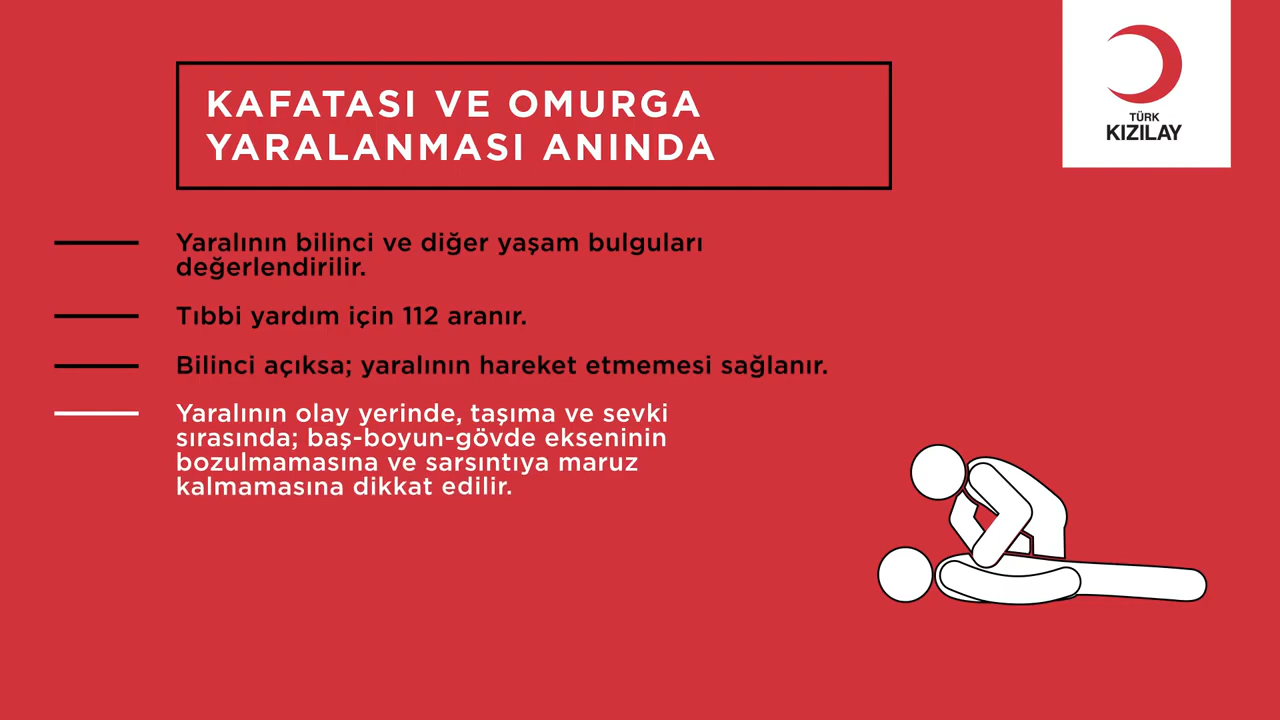 KAFATASI VE OMURGA
YARALANMASI ANINDA
TÜRK
KIZILAY
Yaralının bilinci ve diğer yaşam bulguları
değerlendirilir.
Tıbbi yardım için 112 aranır.
Bilinci açıksa; yaralının hareket etmemesi sağlanır.
Yaralının olay yerinde, taşıma ve sevki
sırasında; baş-boyun-gövde ekseninin
bozulmamasına ve sarsıntıya maruz
kalmamasına dikkat edilir.